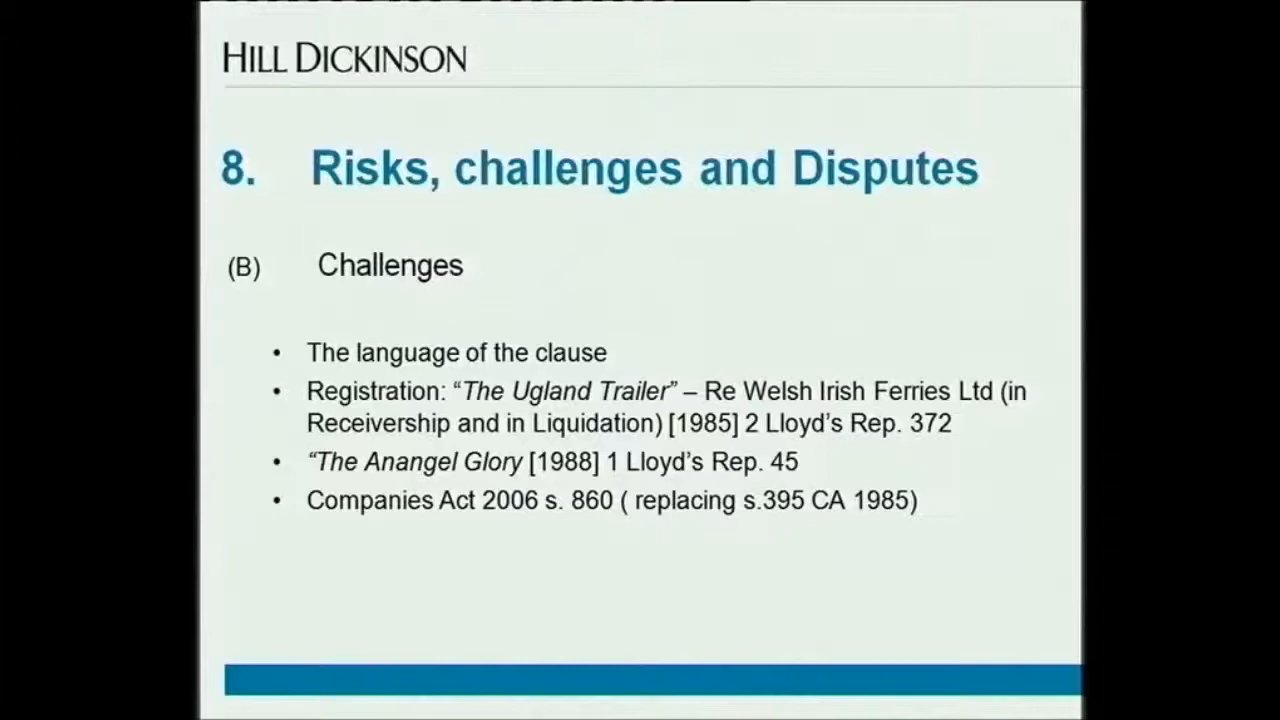 HILL DICKINSON
8. Risks, challenges and Disputes
(B) Challenges
• The language of the clause
• Registration: “The Ugland Trailer” – Re Welsh Irish Ferries Ltd (in
Receivership and in Liquidation) [1985] 2 Lloyd’s Rep. 372
• “The Anangel Glory [1988] 1 Lloyd’s Rep. 45
• Companies Act 2006 s. 860 ( replacing s.395 CA 1985)